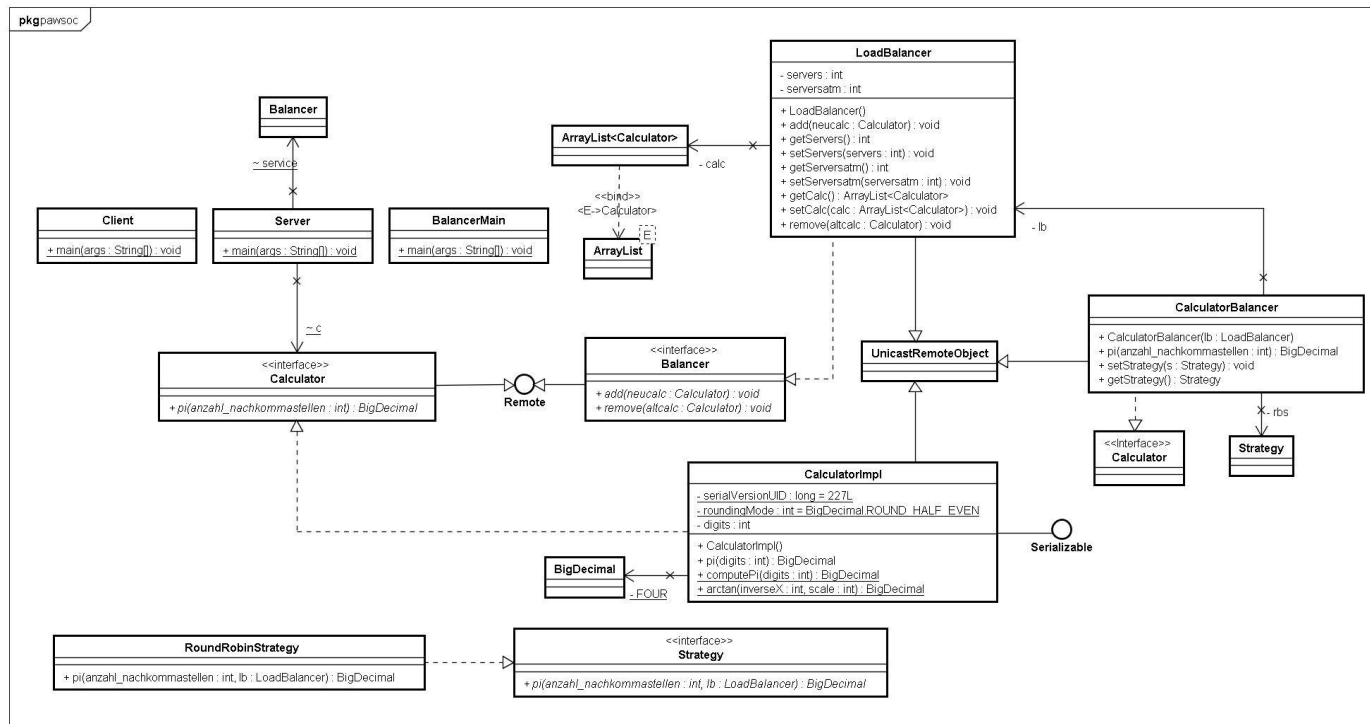 pkg pawsoc
LoadBalancer
- servers : int
- serversatm : int
+ LoadBalancer()
+ add(neucalc : Calculator) : void
+ getServers() : int
+ setServers(servers : int) : void
+ getServersatm() : int
+ setServersatm(serversatm : int) : void
+ getCalc() : ArrayList<Calculator>
+ setCalc(calc : ArrayList<Calculator>) : void
+ remove(altcalc : Calculator) : void
Balancer
~ service
ArrayList<Calculator>
- calc
<<bind>>
<E->Calculator>
E
ArrayList
Client
+ main(args : String[]) : void
Server
+ main(args : String[]) : void
BalancerMain
+ main(args : String[]) : void
- lb
~ c
CalculatorBalancer
+ CalculatorBalancer(lb : LoadBalancer)
+ pi(anzahl_nachkommastellen : int) : BigDecimal
+ setStrategy(s : Strategy) : void
+ getStrategy() : Strategy
<<interface>>
Calculator
+ pi(anzahl_nachkommastellen : int) : BigDecimal
Remote
<<interface>>
Balancer
+ add(neucalc : Calculator) : void
+ remove(altcalc : Calculator) : void
UnicastRemoteObject
- rbs
<<Interface>>
Calculator
Strategy
CalculatorImpl
- serialVersionUID : long = 227L
- roundingMode : int = BigDecimal.ROUND_HALF_EVEN
- digits : int
+ CalculatorImpl()
+ pi(digits : int) : BigDecimal
+ computePi(digits : int) : BigDecimal
+ arctan(inverseX : int, scale : int) : BigDecimal
Serializable
BigDecimal
- FOUR
RoundRobinStrategy
+ pi(anzahl_nachkommastellen : int, lb : LoadBalancer) : BigDecimal
<<interface>>
Strategy
+ pi(anzahl_nachkommastellen : int, lb : LoadBalancer) : BigDecimal